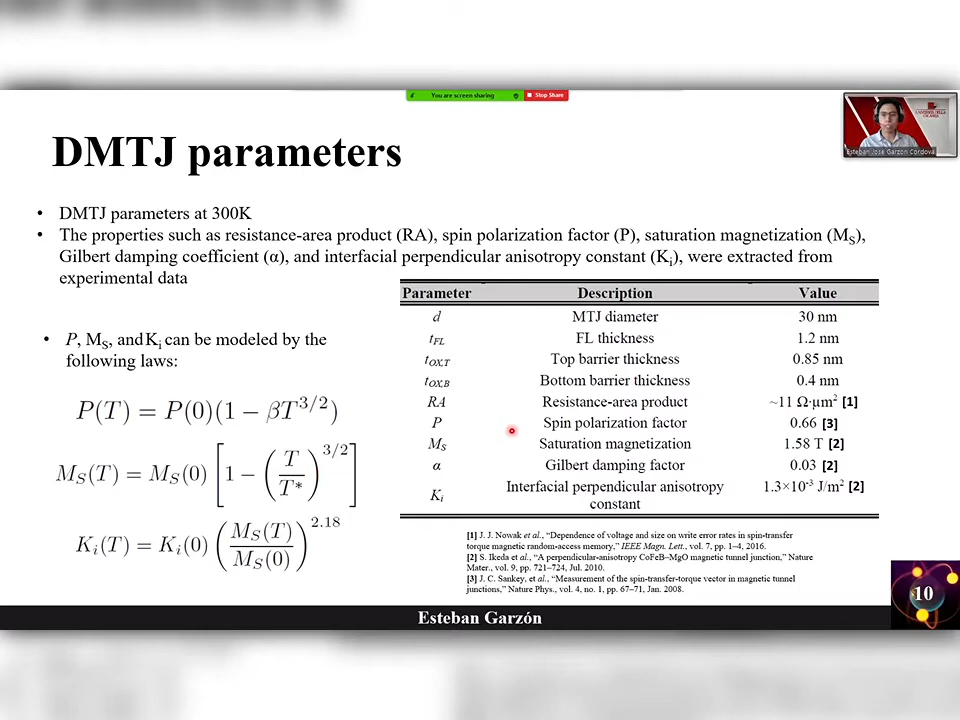 You are screen sharing
Stop Share
Esteban Jose Garzon Cordova
DMTJ parameters
• DMTJ parameters at 300K
• The properties such as resistance-area product (RA), spin polarization factor (P), saturation magnetization (M_S),
Gilbert damping coefficient (α), and interfacial perpendicular anisotropy constant (K_i), were extracted from
experimental data
• P, M_S, and K_i can be modeled by the
following laws:
P(T) = P(0)(1 − βT^{3/2})
M_S(T) = M_S(0) [1 − (T/T*)^{3/2}]
K_i(T) = K_i(0) (M_S(T)/M_S(0))^{2.18}
Parameter Description Value
d MTJ diameter 30 nm
t_FL FL thickness 1.2 nm
t_OX,T Top barrier thickness 0.85 nm
t_OX,B Bottom barrier thickness 0.4 nm
RA Resistance-area product ~11 Ω·µm² [1]
P Spin polarization factor 0.66 [3]
M_S Saturation magnetization 1.58 T [2]
α Gilbert damping factor 0.03 [2]
K_i Interfacial perpendicular anisotropy constant 1.3×10⁻³ J/m² [2]
[1] J. J. Nowak et al., “Dependence of voltage and size on write error rates in spin-transfer
torque magnetic random-access memory,” IEEE Magn. Lett., vol. 7, pp. 1–4, 2016.
[2] S. Ikeda et al., “A perpendicular-anisotropy CoFeB–MgO magnetic tunnel junction,” Nature
Mater., vol. 9, pp. 721–724, Jul. 2010.
[3] J. C. Sankey, et al., “Measurement of the spin-transfer-torque vector in magnetic tunnel
junctions,” Nature Phys., vol. 4, no. 1, pp. 67–71, Jan. 2008.
10
Esteban Garzón